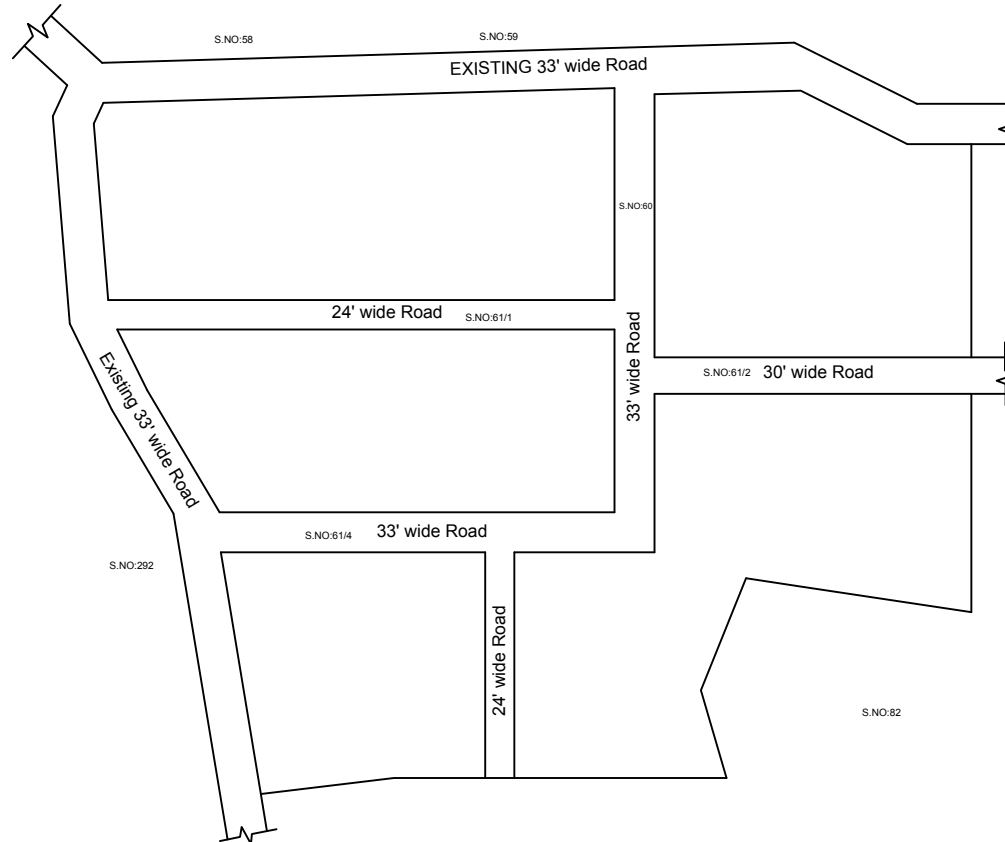 S.NO:58
S.NO:59
EXISTING 33' wide Road
S.NO:60
24' wide Road
S.NO:61/1
Existing 33' wide Road
33' wide Road
S.NO:61/2
30' wide Road
S.NO:61/4
33' wide Road
S.NO:292
24' wide Road
S.NO:82